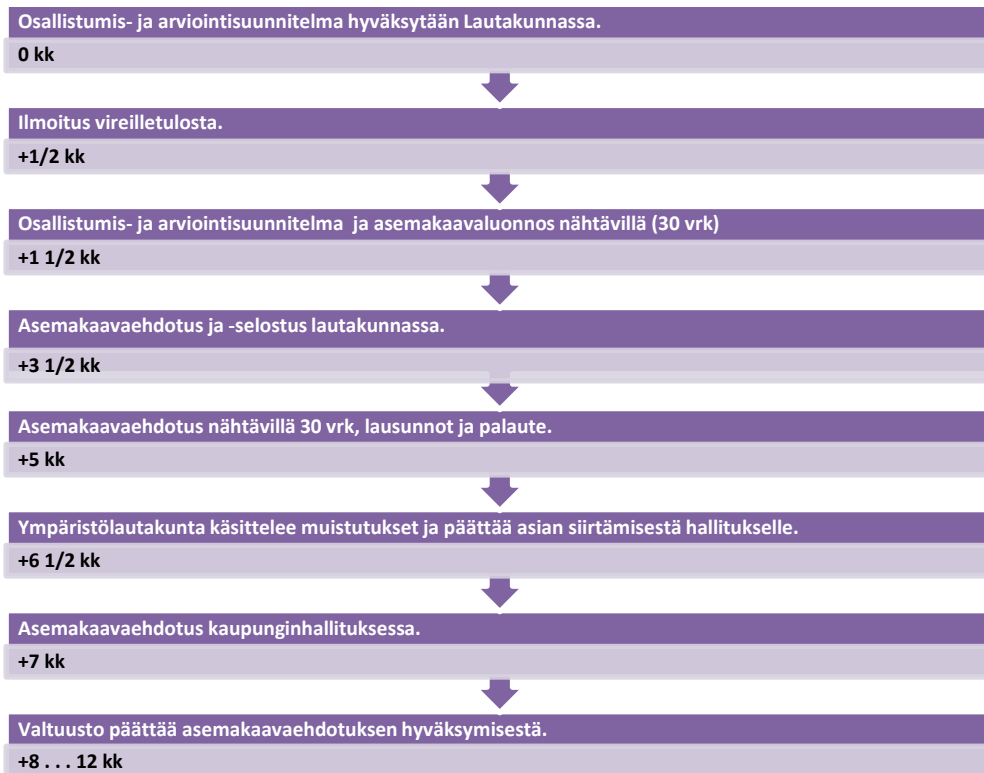 Osallistumis- ja arviointisuunnitelma hyväksytään Lautakunnassa.
0 kk
Ilmoitus vireilletulosta.
+1/2 kk
Osallistumis- ja arviointisuunnitelma ja asemakaavaluonnos nähtävillä (30 vrk)
+1 1/2 kk
Asemakaavaehdotus ja -selostus lautakunnassa.
+3 1/2 kk
Asemakaavaehdotus nähtävillä 30 vrk, lausunnot ja palaute.
+5 kk
Ympäristölautakunta käsittelee muistutukset ja päättää asian siirtämisestä hallitukselle.
+6 1/2 kk
Asemakaavaehdotus kaupunginhallituksessa.
+7 kk
Valtuusto päättää asemakaavaehdotuksen hyväksymisestä.
+8 . . . 12 kk